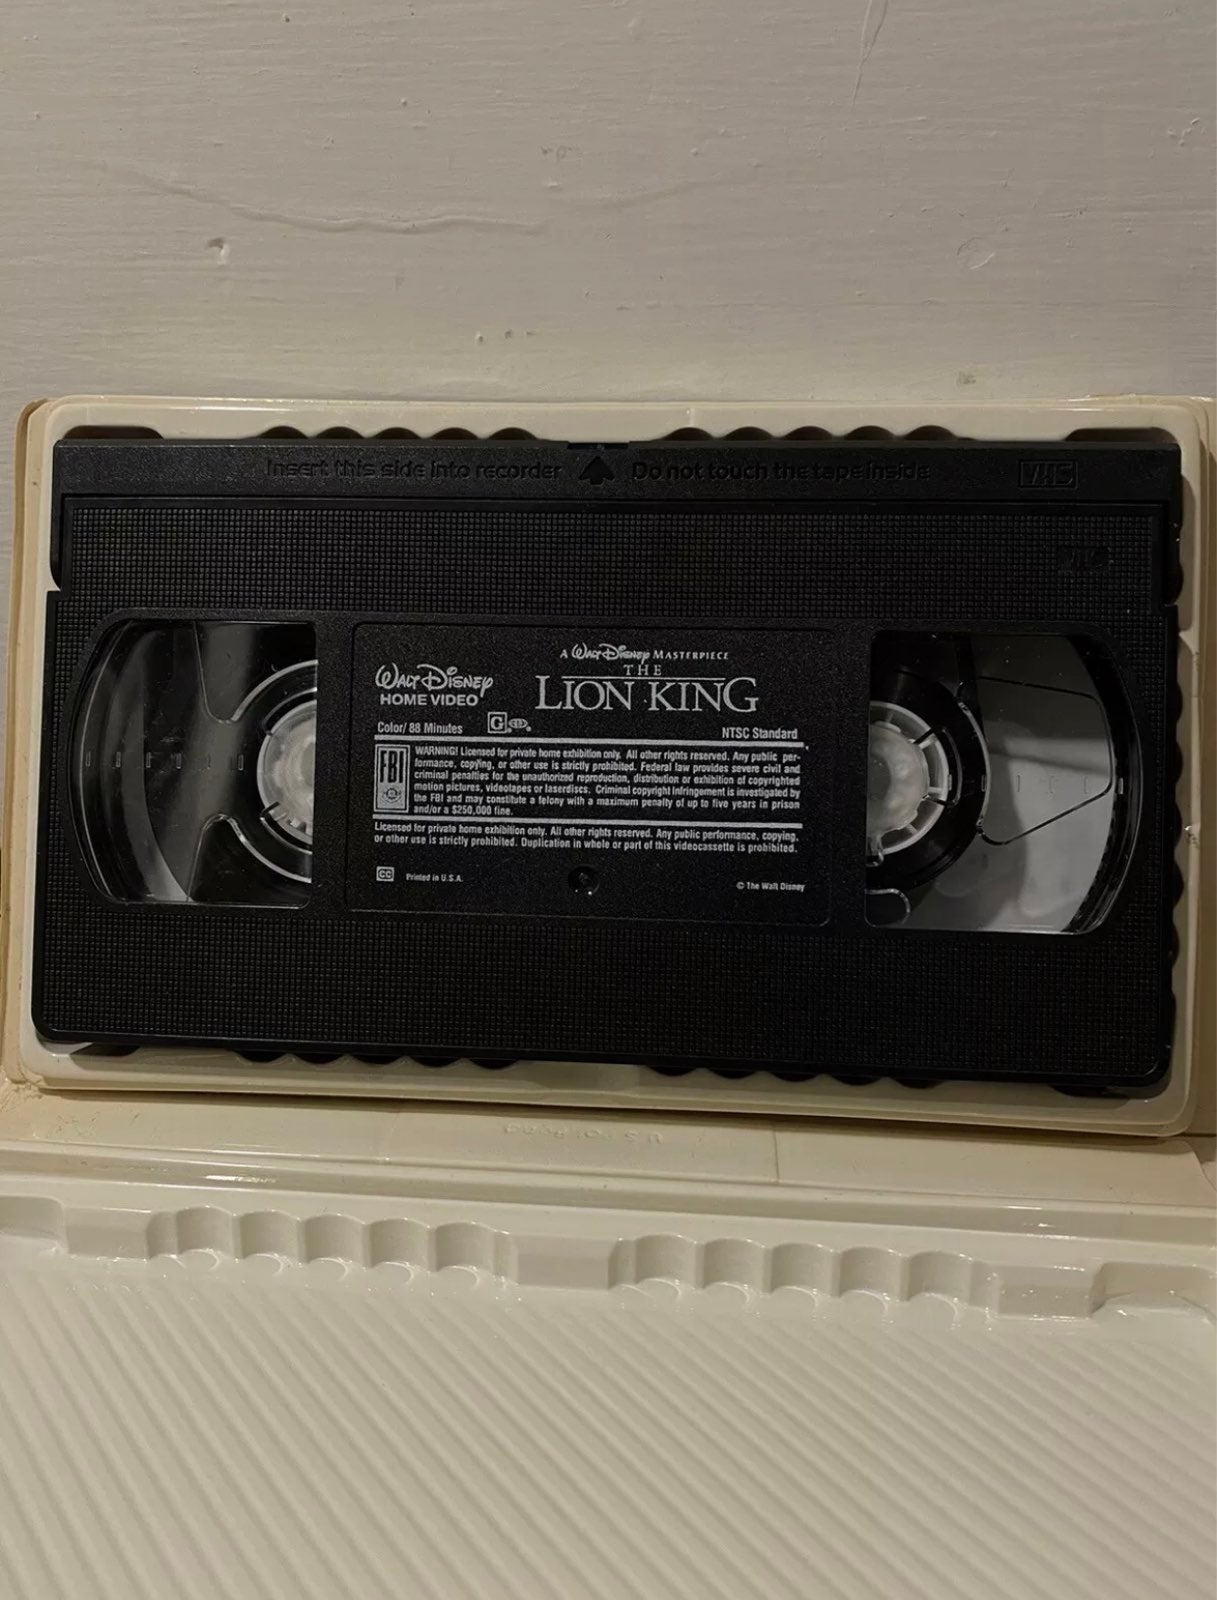 Insert this side into recorder Do not touch the tape inside VHS
A WALT DISNEY MASTERPIECE
THE
LION KING
WALT DISNEY
HOME VIDEO
Color/ 88 Minutes G NTSC Standard
FBI
WARNING! Licensed for private home exhibition only. All other rights reserved. Any public per-
formance, copying, or other use is strictly prohibited. Federal law provides severe civil and
criminal penalties for the unauthorized reproduction, distribution or exhibition of copyrighted
motion pictures, videotapes or laserdiscs. Criminal copyright infringement is investigated by
the FBI and may constitute a felony with a maximum penalty of up to five years in prison
and/or a $250,000 fine.
Licensed for private home exhibition only. All other rights reserved. Any public performance, copying,
or other use is strictly prohibited. Duplication in whole or part of this videocassette is prohibited.
CC Printed in U.S.A. © The Walt Disney